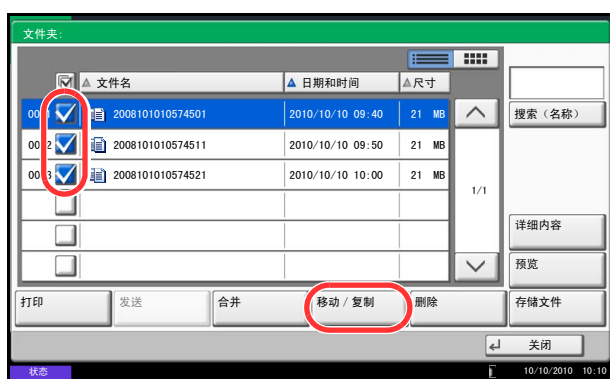 文件夹:
文件名 日期和时间 尺寸
2008101010574501 2010/10/10 09:40 21 MB 搜索（名称）
2008101010574511 2010/10/10 09:50 21 MB
2008101010574521 2010/10/10 10:00 21 MB
1/1
详细内容
预览
打印 发送 合并 移动 / 复制 删除 存储文件
关闭
状态 10/10/2010 10:10